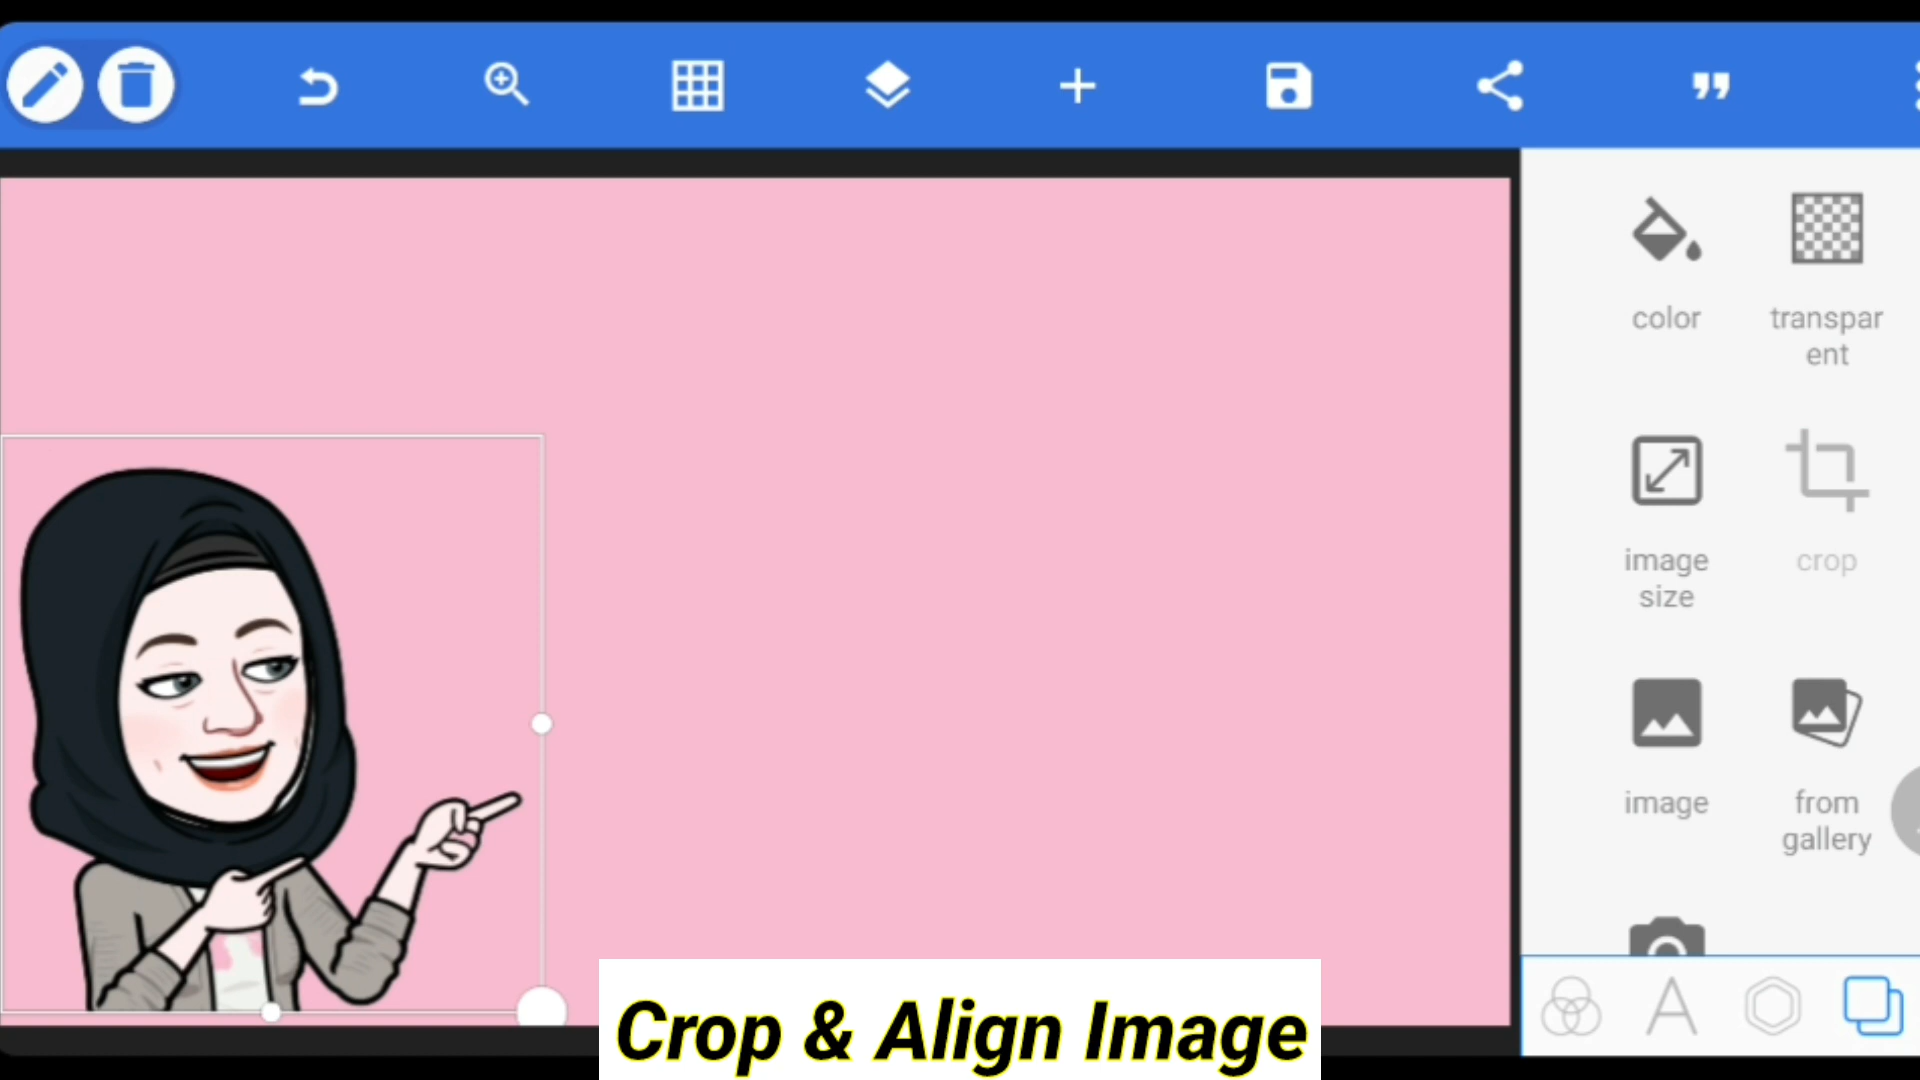 color
transpar
ent
image
size
crop
image
from
gallery
Crop & Align Image